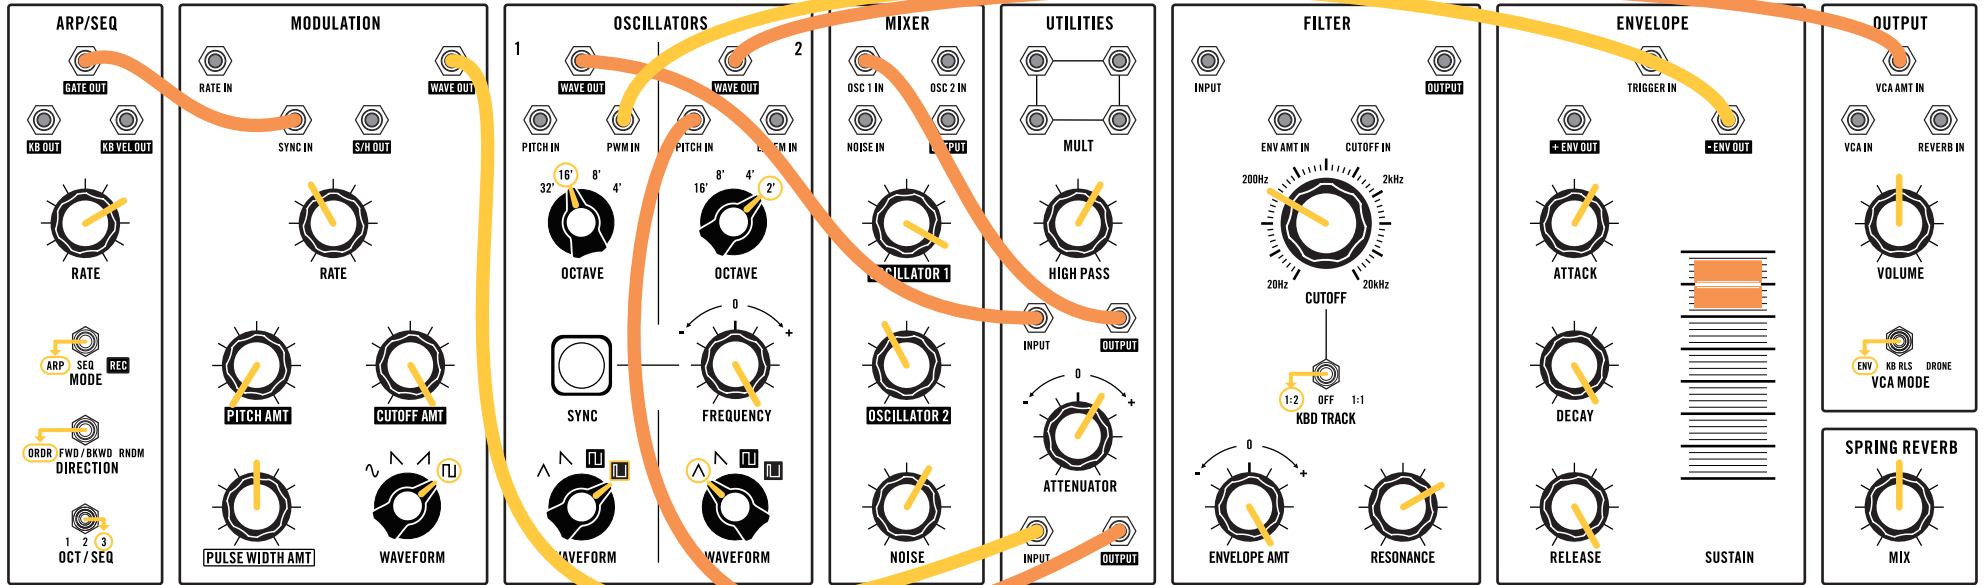 ARP/SEQ
GATE OUT
KB OUT KB VEL OUT
RATE
ARP SEQ REC
MODE
ORDR FWD / BKWD RNDM
DIRECTION
1 2 3
OCT / SEQ
MODULATION
RATE IN
WAVE OUT
SYNC IN S/H OUT
RATE
PITCH AMT CUTOFF AMT
PULSE WIDTH AMT WAVEFORM
OSCILLATORS
1 2
WAVE OUT WAVE OUT
PITCH IN PWM IN PITCH IN
32' 16' 8' 4'
16' 8' 4' 2'
OCTAVE OCTAVE
- 0 +
SYNC FREQUENCY
WAVEFORM WAVEFORM
MIXER
OSC 1 IN OSC 2 IN
NOISE IN OUTPUT
OSCILLATOR 1
OSCILLATOR 2
NOISE
UTILITIES
MULT
HIGH PASS
INPUT OUTPUT
- 0 +
ATTENUATOR
INPUT OUTPUT
FILTER
INPUT OUTPUT
ENV AMT IN CUTOFF IN
200Hz 2kHz
20Hz 20kHz
CUTOFF
1:2 OFF 1:1
KBD TRACK
- 0 +
ENVELOPE AMT RESONANCE
ENVELOPE
TRIGGER IN
+ ENV OUT - ENV OUT
ATTACK
DECAY
RELEASE SUSTAIN
OUTPUT
VCA AMT IN
VCA IN REVERB IN
VOLUME
ENV KB RLS DRONE
VCA MODE
SPRING REVERB
MIX